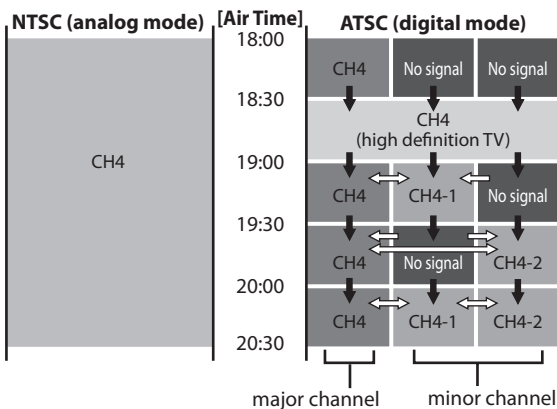 NTSC (analog mode) [Air Time] ATSC (digital mode)
18:00
CH4 No signal No signal
18:30
CH4
(high definition TV)
CH4
19:00
CH4 CH4-1 No signal
19:30
CH4 No signal CH4-2
20:00
CH4 CH4-1 CH4-2
20:30
major channel minor channel